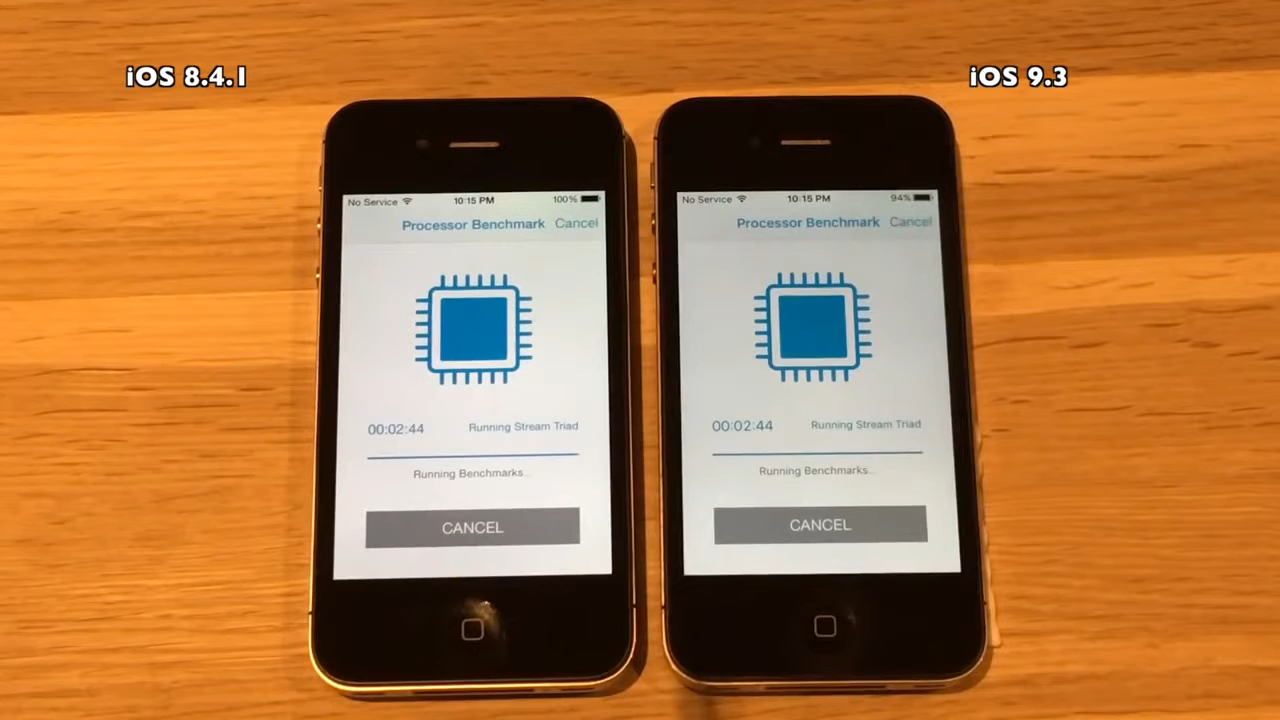 iOS 8.4.1
iOS 9.3
No Service 10:15 PM 100%
Processor Benchmark Cancel
00:02:44 Running Stream Triad
Running Benchmarks...
CANCEL
No Service 10:15 PM 94%
Processor Benchmark Cancel
00:02:44 Running Stream Triad
Running Benchmarks...
CANCEL